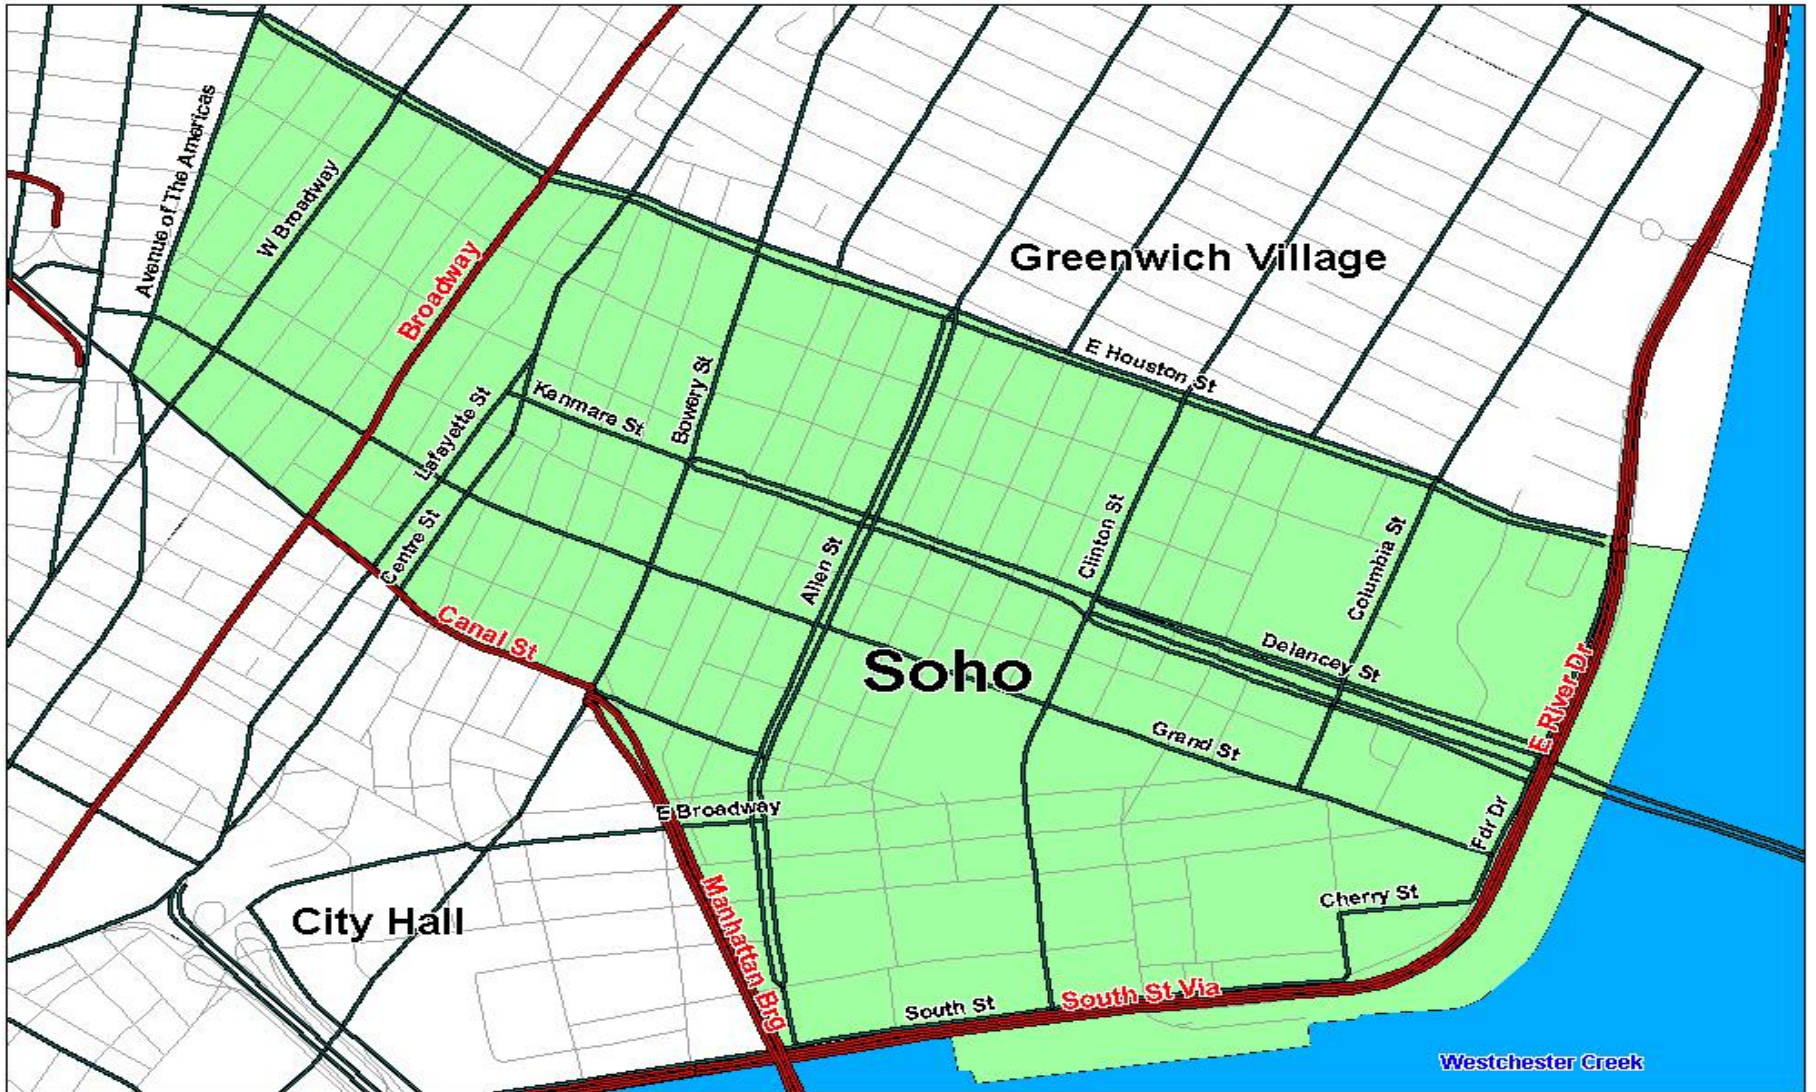 Avenue of The Americas
W Broadway
Broadway
Greenwich Village
E Houston St
Kenmare St
Bowery St
Lafayette St
Centre St
Canal St
Allen St
Clinton St
Columbia St
Soho
Delancey St
Grand St
E River Dr
Fdr Dr
E Broadway
Cherry St
City Hall
Manhattan Brg
South St
South St Via
Westchester Creek